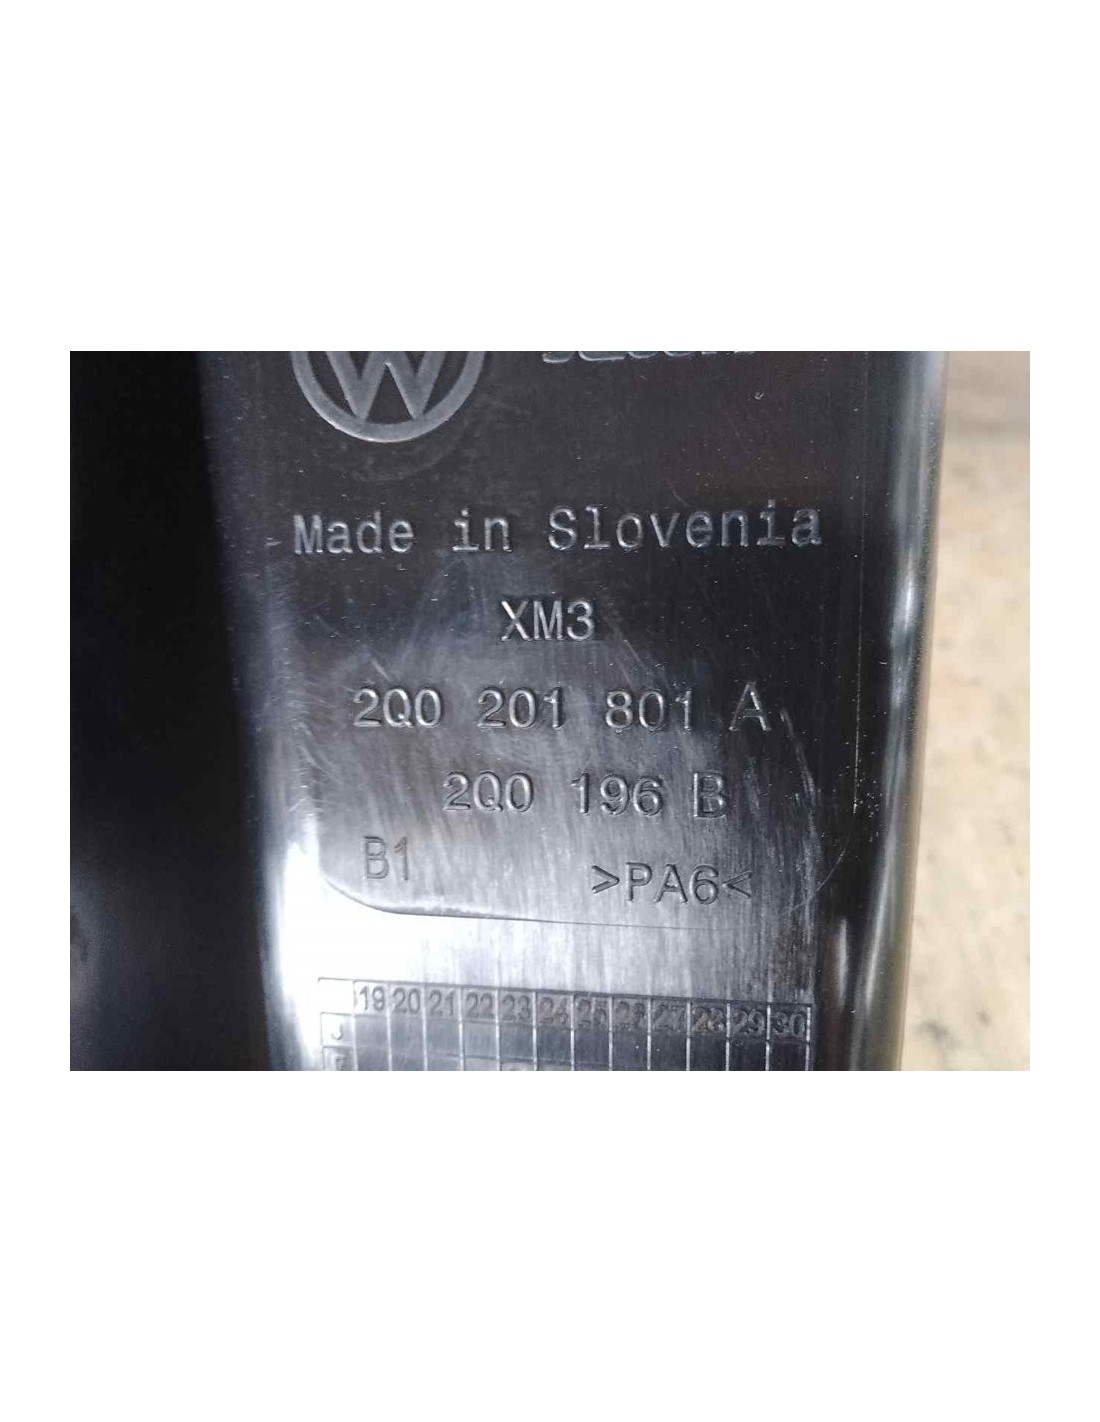 Made in Slovenia
XM3
2Q0 201 801 A
2Q0 196 B
B1 >PA6<
19 20 21 22 23 24 25 26 27 28 29 30
J